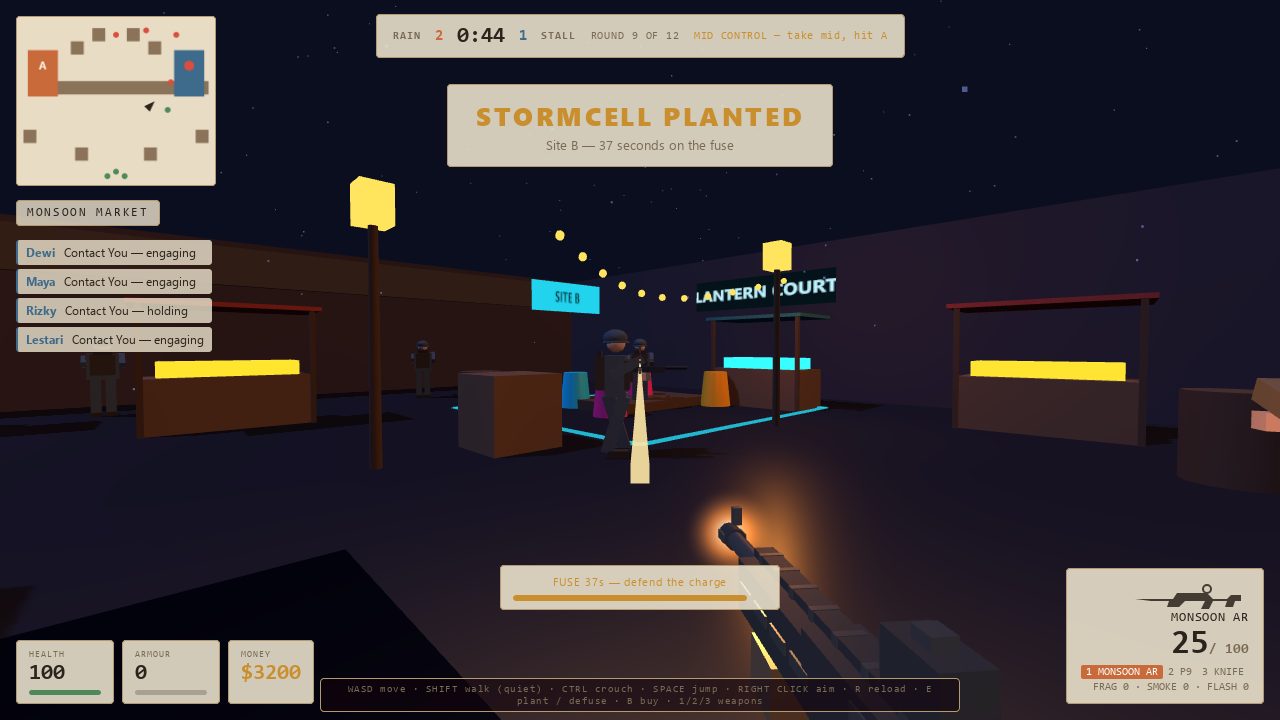 A
RAIN 2 0:44 1 STALL ROUND 9 OF 12 MID CONTROL — take mid, hit A
STORMCELL PLANTED
Site B — 37 seconds on the fuse
MONSOON MARKET
Dewi Contact You — engaging
Maya Contact You — engaging
Rizky Contact You — holding
Lestari Contact You — engaging
SITE B
LANTERN COURT
FUSE 37s — defend the charge
HEALTH
100
ARMOUR
0
MONEY
$3200
WASD move · SHIFT walk (quiet) · CTRL crouch · SPACE jump · RIGHT CLICK aim · R reload · E
plant / defuse · B buy · 1/2/3 weapons
MONSOON AR
25/ 100
1 MONSOON AR 2 P9 3 KNIFE
FRAG 0 · SMOKE 0 · FLASH 0